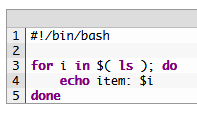 1 #!/bin/bash
2
3 for i in $( ls ); do
4     echo item: $i
5 done